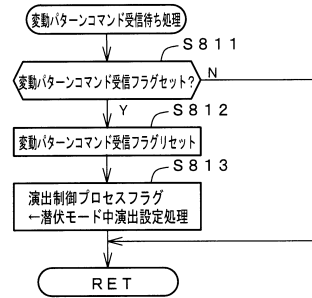 変動パターンコマンド受信待ち処理
S811
変動パターンコマンド受信フラグセット?
N
Y
S812
変動パターンコマンド受信フラグリセット
S813
演出制御プロセスフラグ
←潜伏モード中演出設定処理
RET